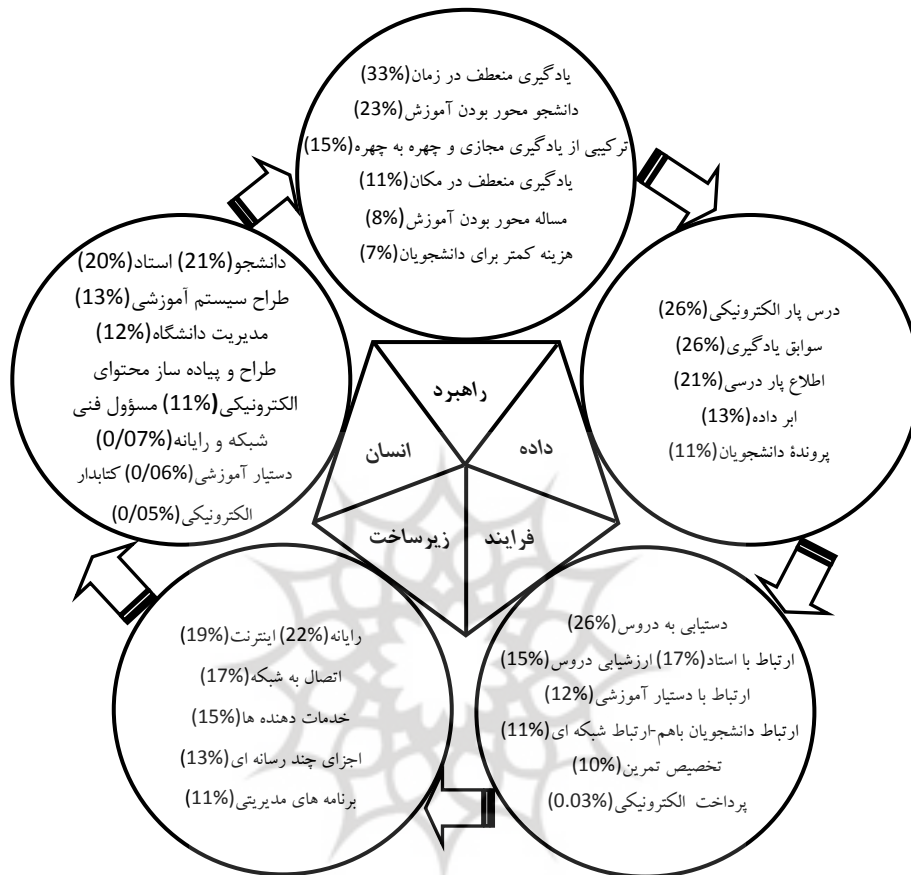 یادگیری منعطف در زمان(33%)
دانشجو محور بودن آموزش(23%)
ترکیبی از یادگیری مجازی و چهره به چهره(15%)
یادگیری منعطف در مکان(11%)
مساله محور بودن آموزش(8%)
هزینه کمتر برای دانشجویان(7%)
درس پار الکترونیکی(26%)
سوابق یادگیری(26%)
اطلاع پار درسی(21%)
ابر داده(13%)
پروندۀ دانشجویان(11%)
دستیابی به دروس(26%)
ارتباط با استاد(17%) ارزشیابی دروس(15%)
ارتباط با دستیار آموزشی(12%)
ارتباط دانشجویان باهم-ارتباط شبکه ای(11%)
تخصیص تمرین(10%)
پرداخت الکترونیکی(0.03%)
رایانه(22%) اینترنت(19%)
اتصال به شبکه(17%)
خدمات دهنده ها(15%)
اجزای چند رسانه ای(13%)
برنامه های مدیریتی(11%)
دانشجو(21%) استاد(20%)
طراح سیستم آموزشی(13%)
مدیریت دانشگاه(12%)
طراح و پیاده ساز محتوای
الکترونیکی(11%) مسؤول فنی
شبکه و رایانه(0/07%)
دستیار آموزشی(0/06%) کتابدار
الکترونیکی(0/05%)
راهبرد
داده
فرایند
زیرساخت
انسان